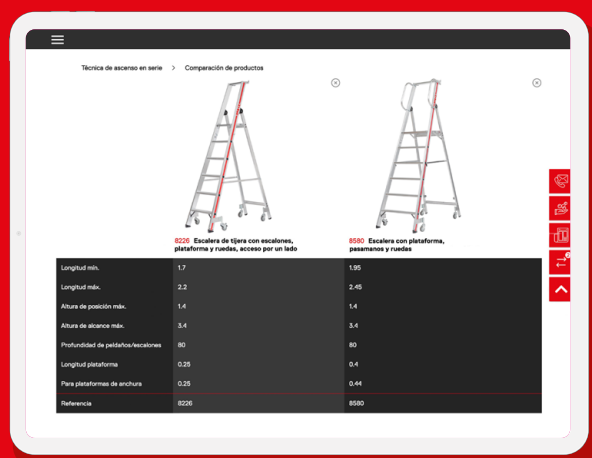 Técnica de ascenso en serie > Comparación de productos
8226 Escalera de tijera con escalones,
plataforma y ruedas, acceso por un lado
8580 Escalera con plataforma,
pasamanos y ruedas
Longitud mín. 1.7 1.95
Longitud máx. 2.2 2.45
Altura de posición máx. 1.4 1.4
Altura de alcance máx. 3.4 3.4
Profundidad de peldaños/escalones 80 80
Longitud plataforma 0.25 0.4
Para plataformas de anchura 0.25 0.44
Referencia 8226 8580